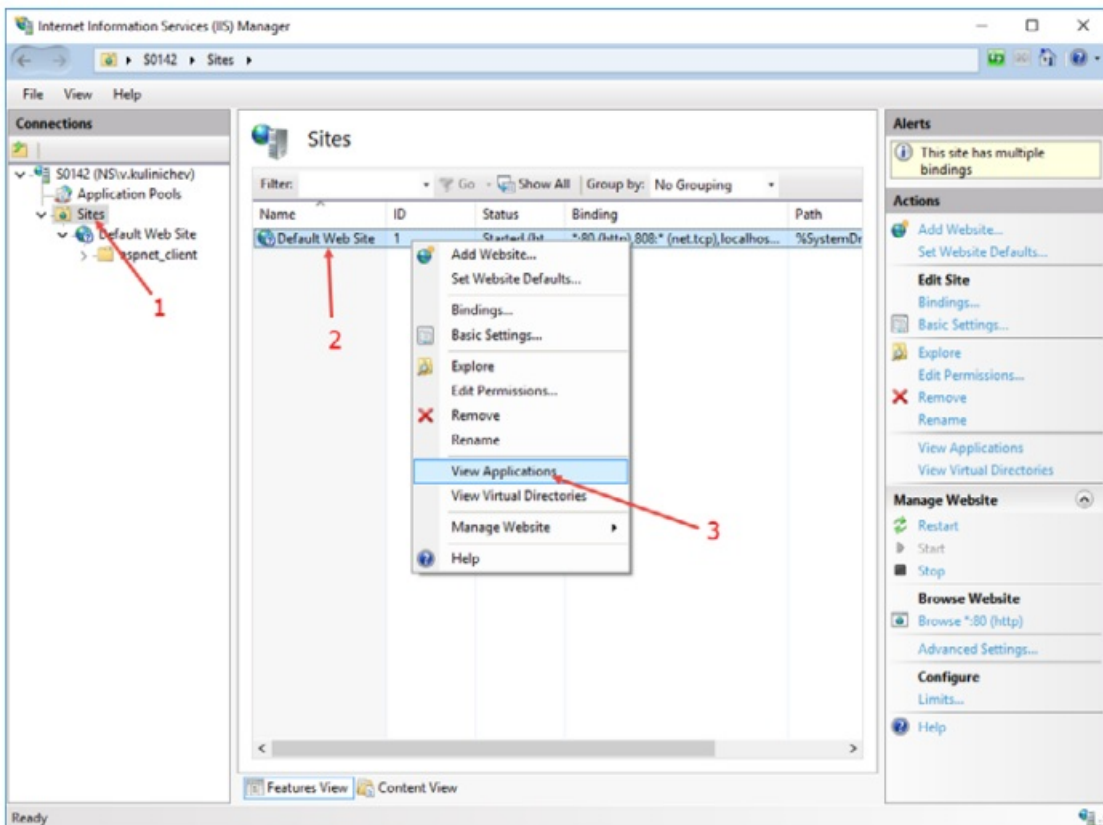 Internet Information Services (IIS) Manager
S0142 Sites
File View Help
Connections
S0142 (NS\v.kulinichev)
Application Pools
Sites
Default Web Site
aspnet_client
1
Sites
Filter: Go Show All Group by: No Grouping
Name ID Status Binding Path
Default Web Site 1 Started (ht *:80 (http),808:* (net.tcp),localhos... %SystemDr
2
Add Website...
Set Website Defaults...
Bindings...
Basic Settings...
Explore
Edit Permissions...
Remove
Rename
View Applications
View Virtual Directories
Manage Website
Help
3
Features View Content View
Alerts
This site has multiple
bindings
Actions
Add Website...
Set Website Defaults...
Edit Site
Bindings...
Basic Settings...
Explore
Edit Permissions...
Remove
Rename
View Applications
View Virtual Directories
Manage Website
Restart
Start
Stop
Browse Website
Browse *:80 (http)
Advanced Settings...
Configure
Limits...
Help
Ready